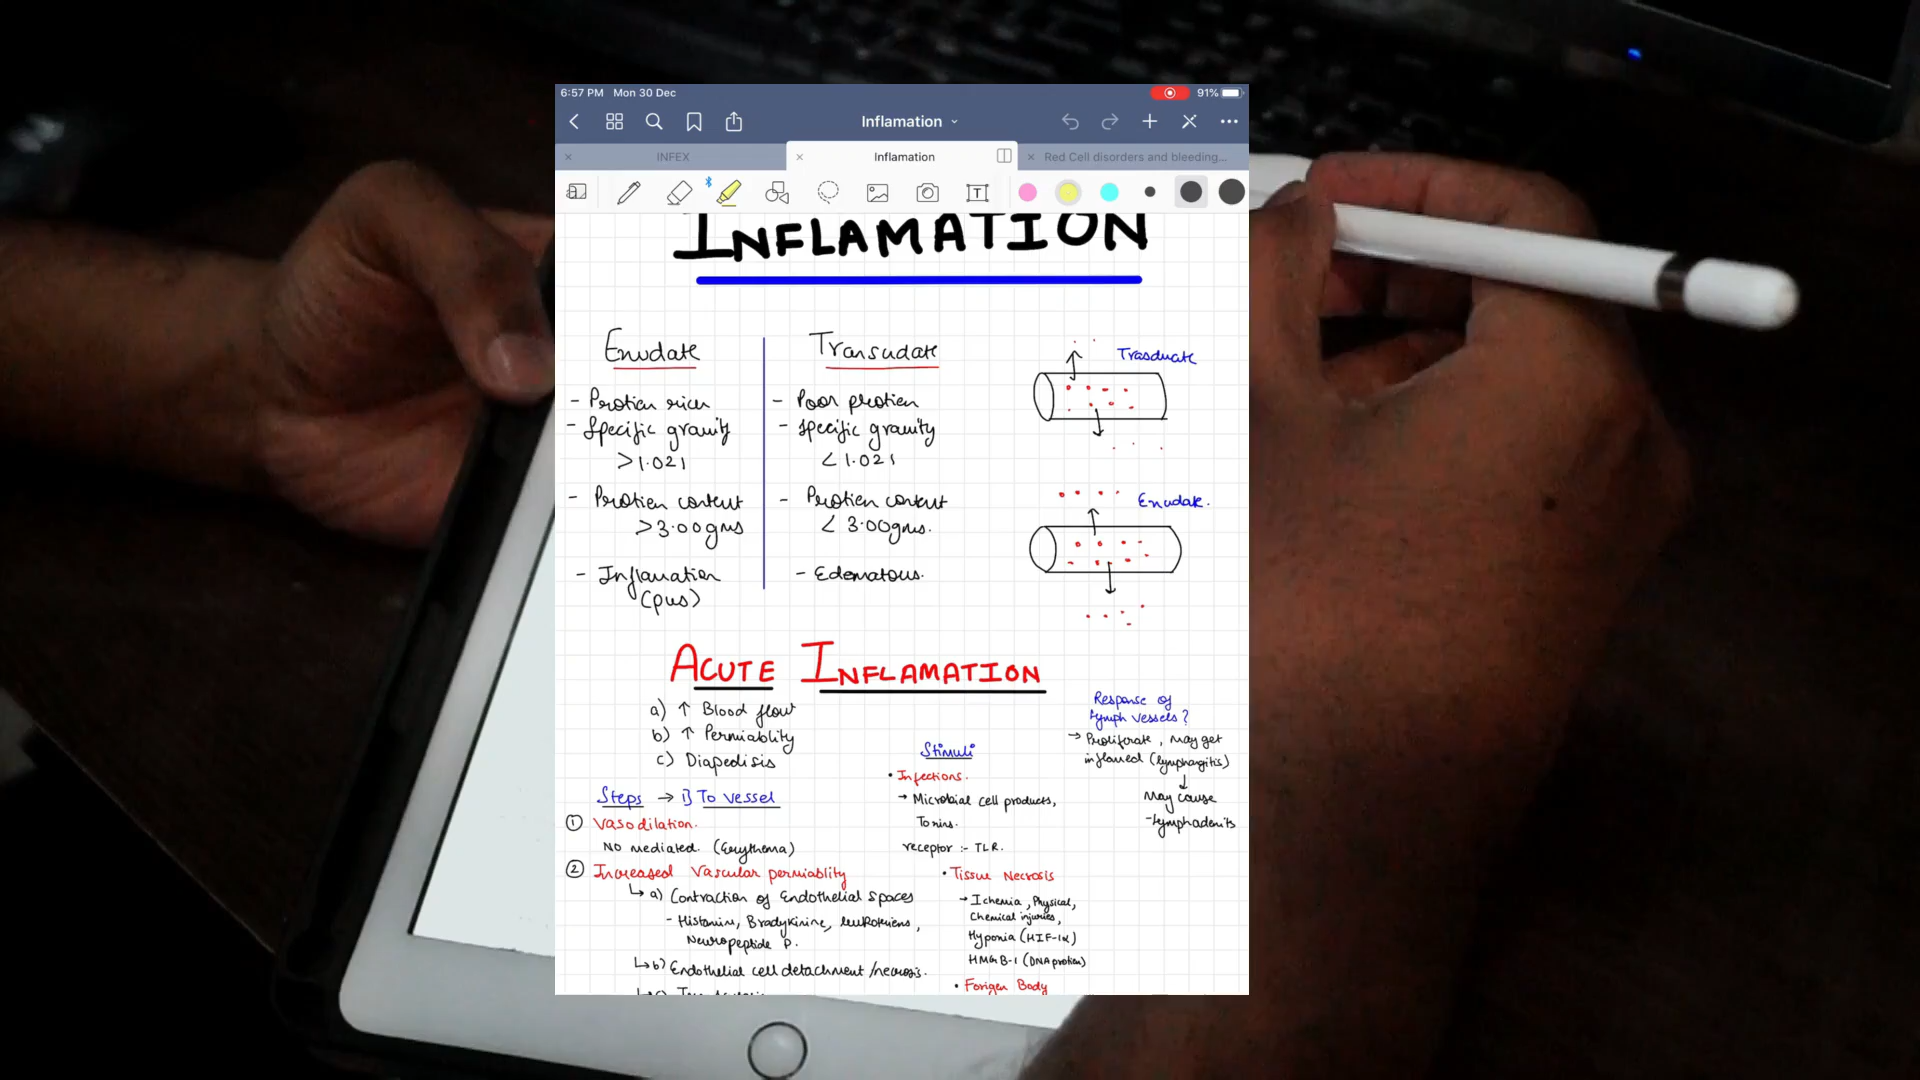 6:57 PM Mon 30 Dec
91%
Inflamation
INFEX
Inflamation
Red Cell disorders and bleeding...
T
INFLAMATION
Exudate
- Protien rich
- Specific gravity
>1.021
- Protien content
>3.00gms
- Inflamation
(pus)
Transudate
- Poor protien
- Specific gravity
< 1.021
- Protien content
< 3.00gms.
- Edematous.
Trasduate
Exudate.
ACUTE INFLAMATION
a) ↑ Blood flow
b) ↑ Permiablity
c) Diapedisis
Steps → 1) To vessel
① Vasodilation.
NO mediated. (Erythema)
② Increased Vascular permiablity
↳ a) Contraction of Endothelial spaces
- Histamine, Bradykinine, leukotriens,
Neuropeptide P.
↳ b) Endothelial cell detachment /necrosis.
Stimuli
• Infections.
→ Microbial cell products,
Toxins.
receptor :- TLR.
• Tissue Necrosis
→ Ichemia, Physical,
Chemical injuries,
Hypoxia (HIF-1α)
HMGB-1 (DNA protien)
• Forigen Body
Response of
lymph vessels?
→ Proliferate, may get
inflamed (lymphangitis)
↓
May cause
-lymphadenits